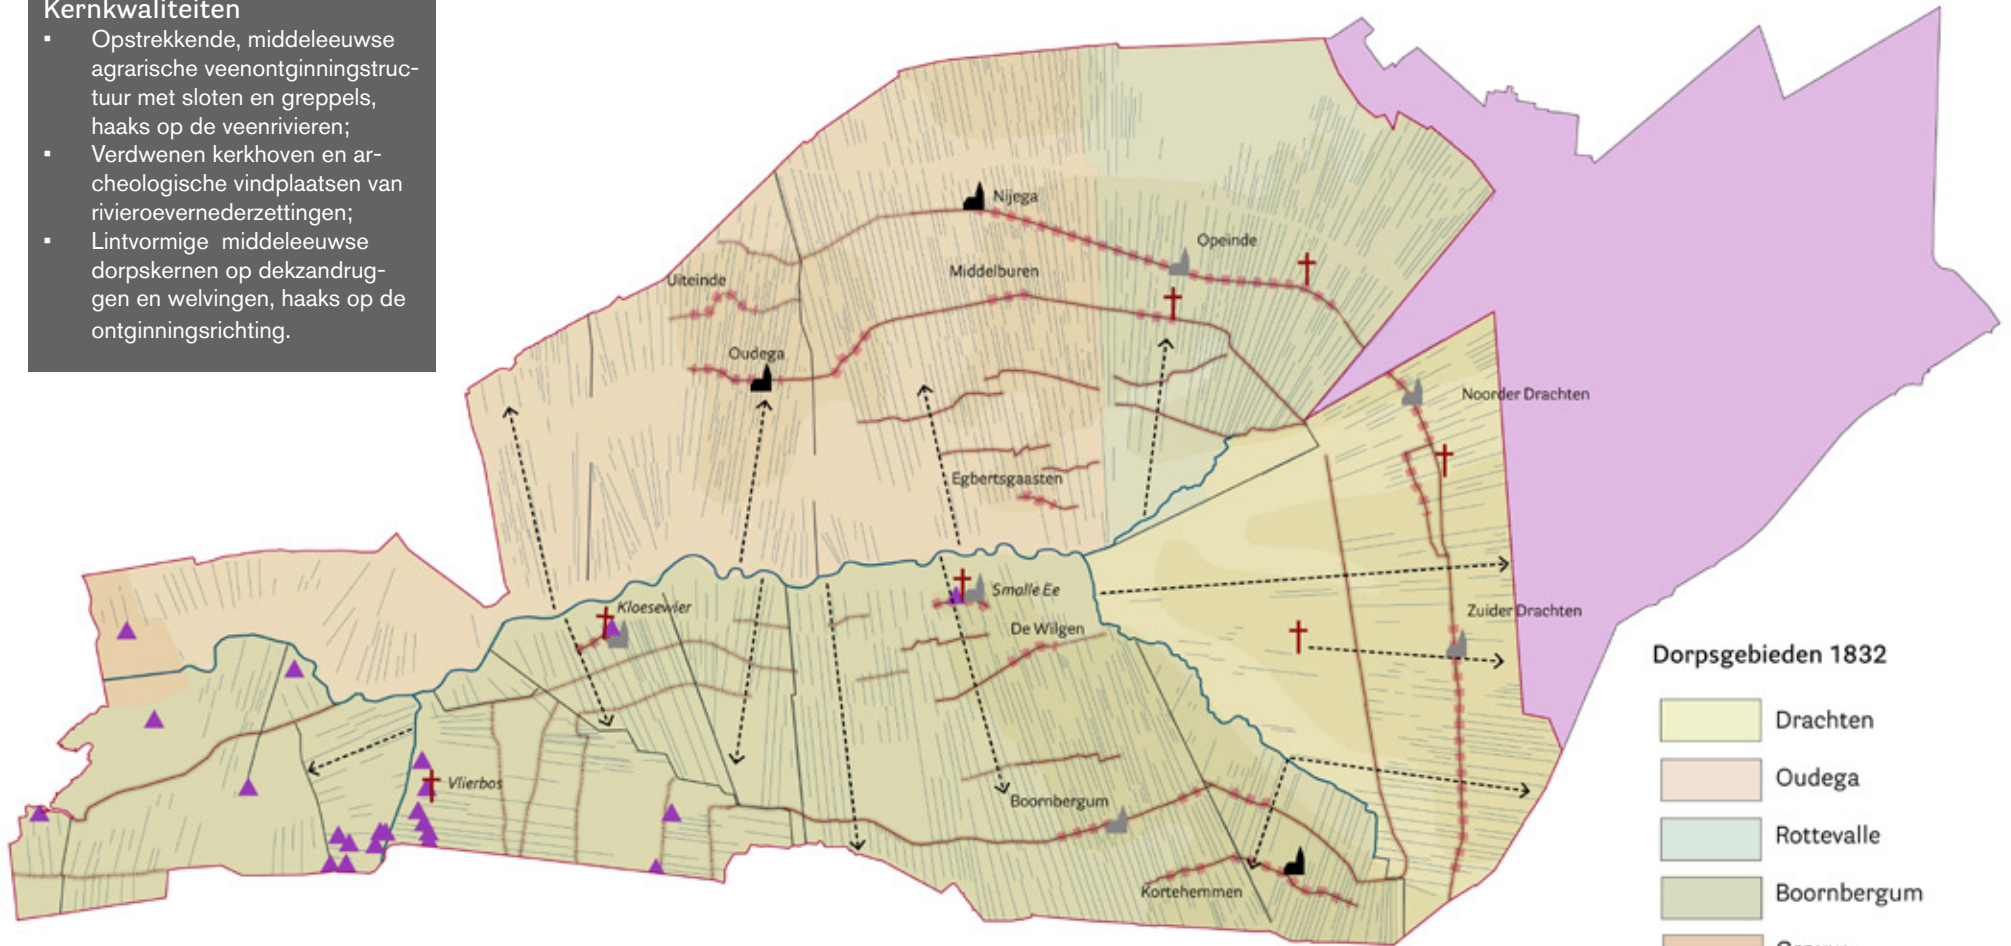 Kernkwaliteiten
▪ Opstrekkende, middeleeuwse
agrarische veenontginningstruc-
tuur met sloten en greppels,
haaks op de veenrivieren;
▪ Verdwenen kerkhoven en ar-
cheologische vindplaatsen van
rivieroevernederzettingen;
▪ Lintvormige middeleeuwse
dorpskernen op dekzandrug-
gen en welvingen, haaks op de
ontginningsrichting.
Nijega
Opeinde
Middelburen
Uiteinde
Oudega
Noorder Drachten
Egbertsgaasten
Smalle Ee
Kloesewier
Zuider Drachten
De Wilgen
Vlierbos
Boornbergum
Kortehemmen
Dorpsgebieden 1832
Drachten
Oudega
Rottevalle
Boornbergum